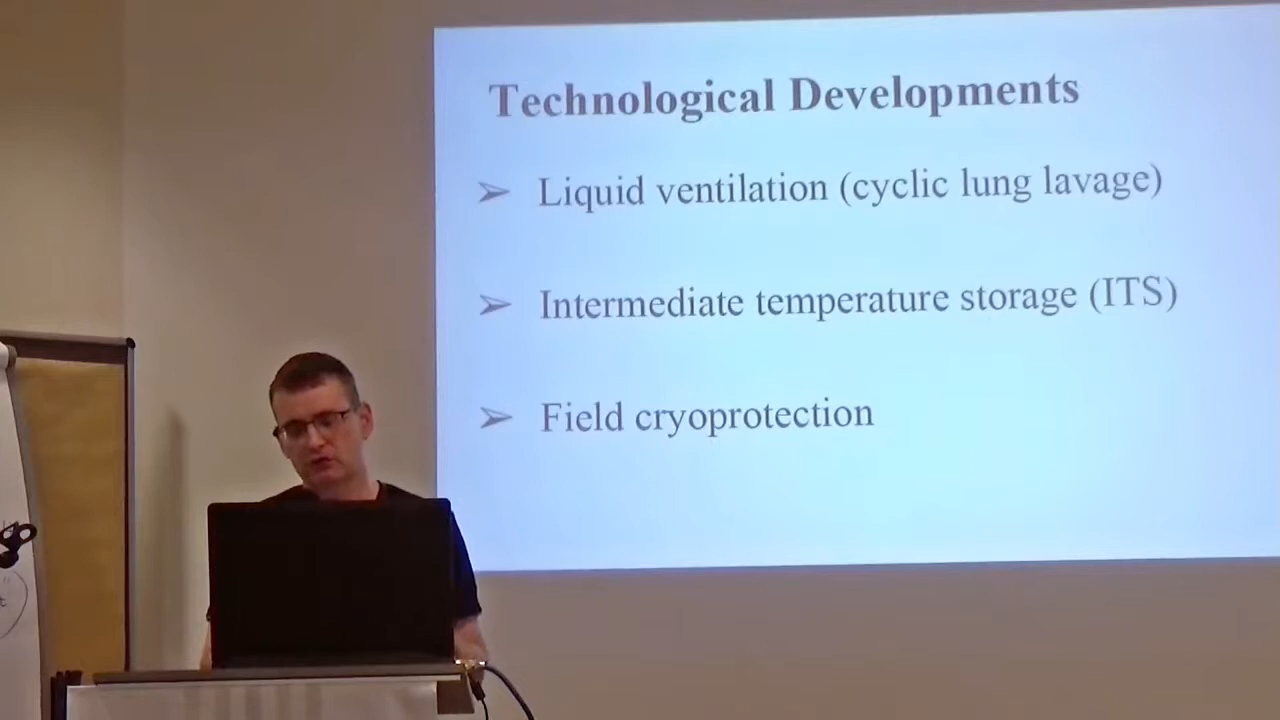 Technological Developments
➢ Liquid ventilation (cyclic lung lavage)
➢ Intermediate temperature storage (ITS)
➢ Field cryoprotection